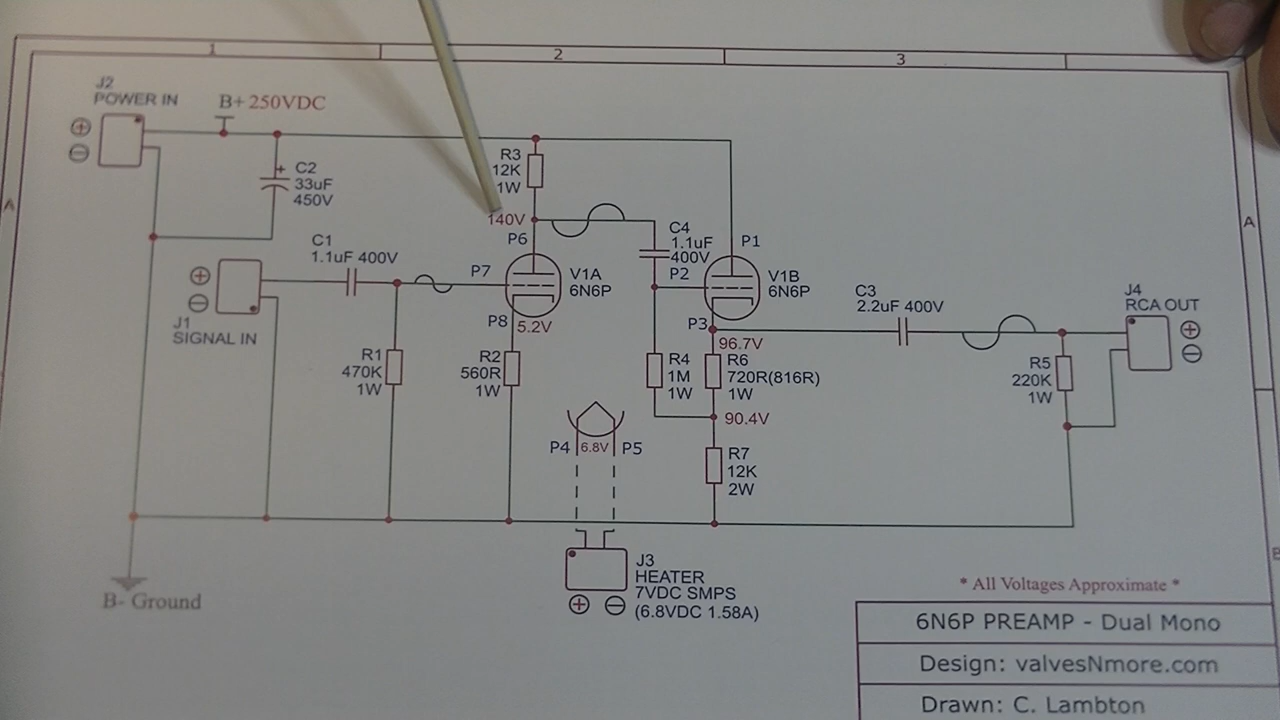 1
2
3
J2
POWER IN
B+ 250VDC
A
A
C2
33uF
450V
+
R3
12K
1W
140V
P6
C4
1.1uF
400V
P1
P2
V1B
6N6P
C1
1.1uF 400V
P7
V1A
6N6P
J1
SIGNAL IN
P8
5.2V
P3
96.7V
C3
2.2uF 400V
J4
RCA OUT
R1
470K
1W
R2
560R
1W
R4
1M
1W
R6
720R(816R)
1W
R5
220K
1W
90.4V
P4
6.8V
P5
R7
12K
2W
J3
HEATER
7VDC SMPS
(6.8VDC 1.58A)
B- Ground
B
* All Voltages Approximate *
6N6P PREAMP - Dual Mono
Design: valvesNmore.com
Drawn: C. Lambton